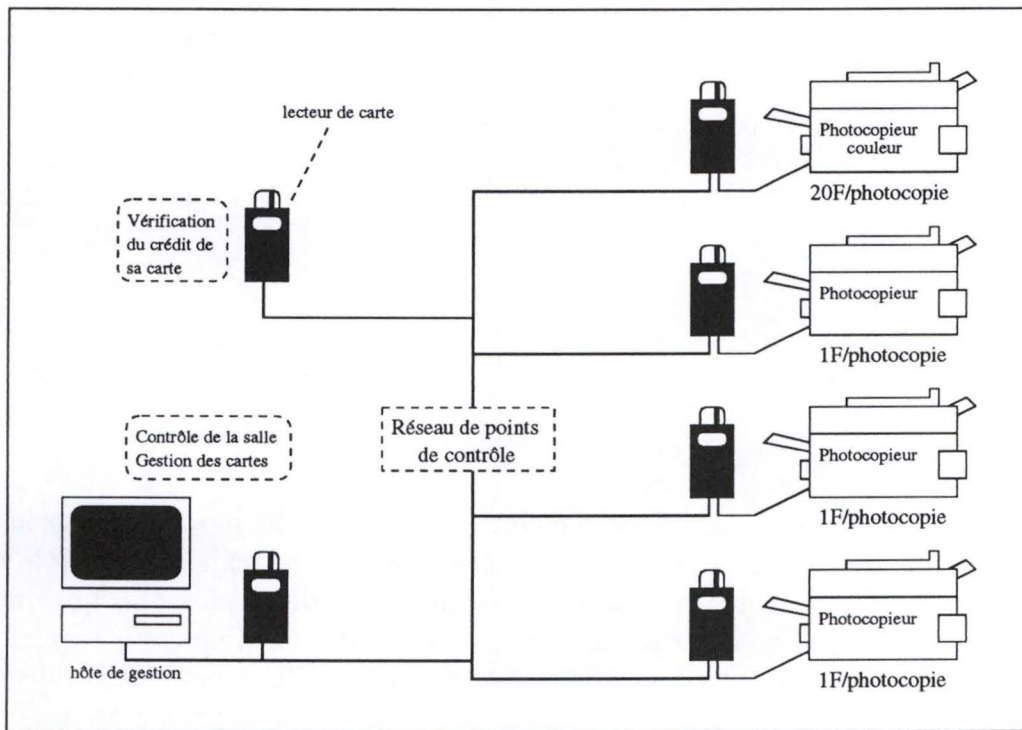 lecteur de carte
Vérification
du crédit de
sa carte
Photocopieur
couleur
20F/photocopie
Photocopieur
1F/photocopie
Contrôle de la salle
Gestion des cartes
Réseau de points
de contrôle
Photocopieur
1F/photocopie
hôte de gestion
Photocopieur
1F/photocopie